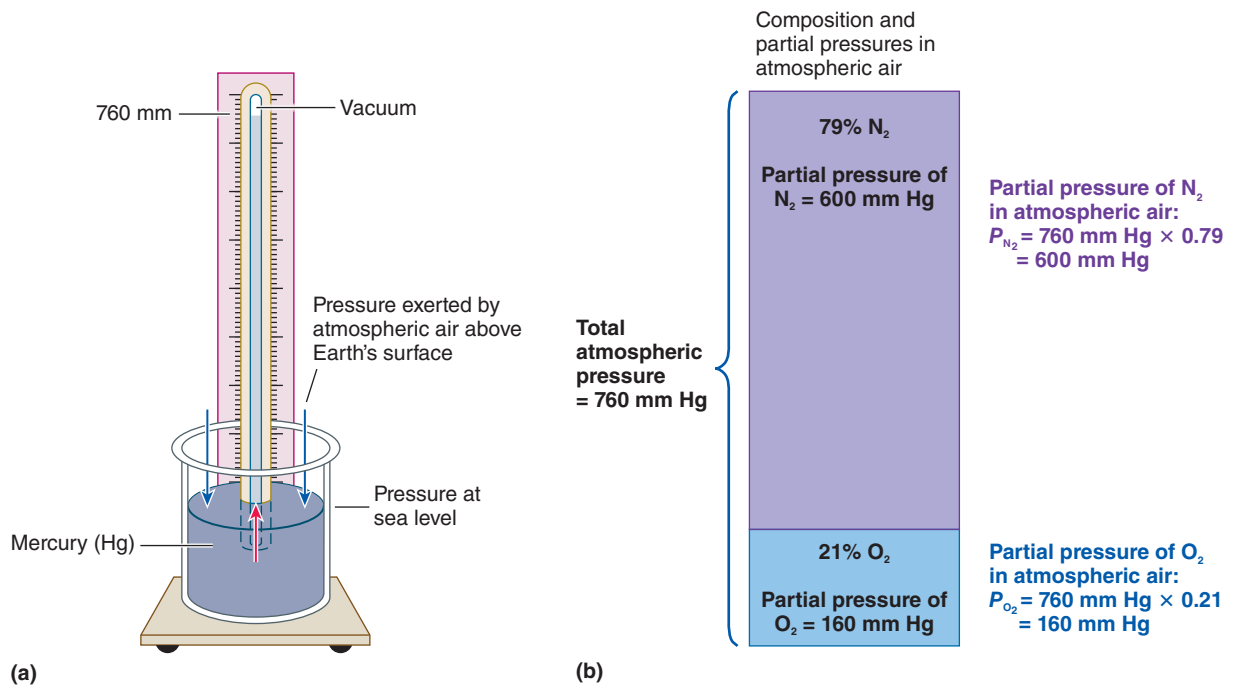 760 mm
Vacuum
Pressure exerted by
atmospheric air above
Earth's surface
Pressure at
sea level
Mercury (Hg)
(a)
Composition and
partial pressures in
atmospheric air
79% N₂
Partial pressure of
N₂ = 600 mm Hg
Partial pressure of N₂
in atmospheric air:
P_N₂ = 760 mm Hg × 0.79
= 600 mm Hg
Total
atmospheric
pressure
= 760 mm Hg
21% O₂
Partial pressure of
O₂ = 160 mm Hg
Partial pressure of O₂
in atmospheric air:
P_O₂ = 760 mm Hg × 0.21
= 160 mm Hg
(b)